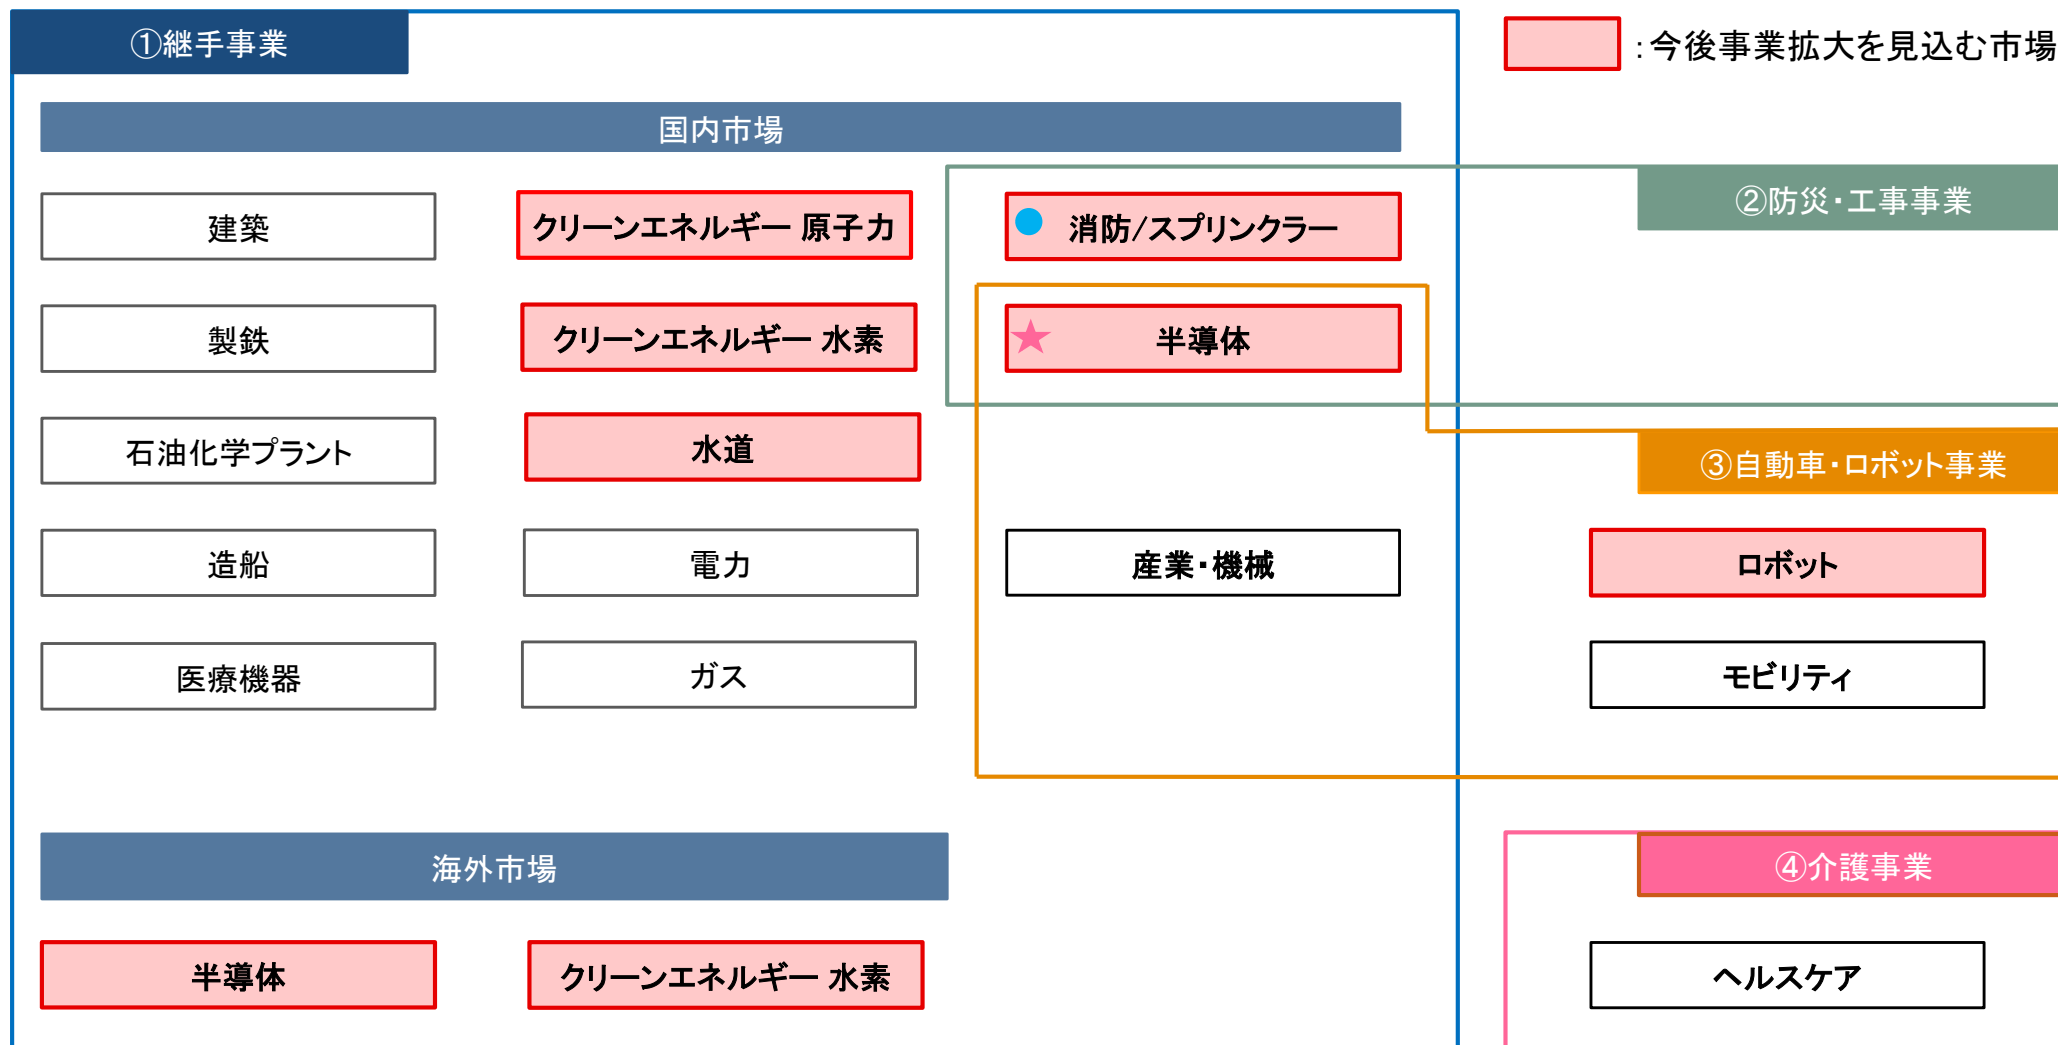 ①継手事業
:今後事業拡大を見込む市場
国内市場
②防災・工事事業
建築
クリーンエネルギー 原子力
消防/スプリンクラー
製鉄
クリーンエネルギー 水素
半導体
石油化学プラント
水道
③自動車・ロボット事業
造船
電力
産業・機械
ロボット
医療機器
ガス
モビリティ
海外市場
④介護事業
半導体
クリーンエネルギー 水素
ヘルスケア